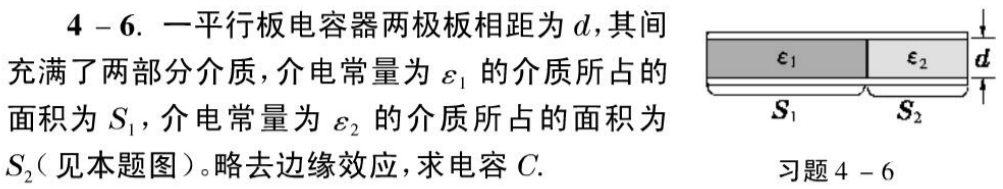 4 – 6. 一平行板电容器两极板相距为 d,其间
充满了两部分介质,介电常量为 ε₁ 的介质所占的
面积为 S₁,介电常量为 ε₂ 的介质所占的面积为
S₂(见本题图)。略去边缘效应,求电容 C.
ε₁ ε₂ d
S₁ S₂
习题 4 – 6